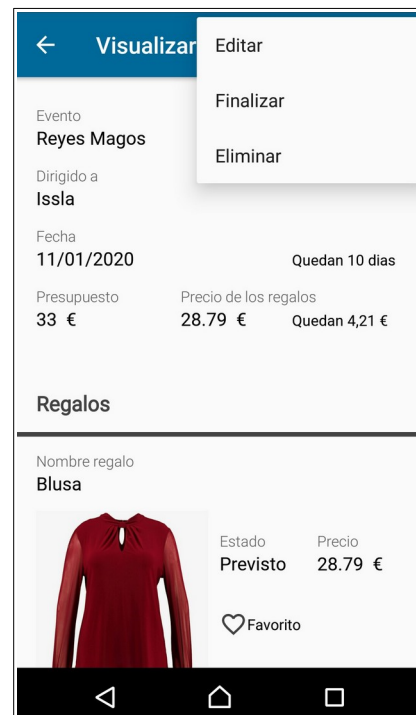 Visualizar
Editar
Finalizar
Eliminar
Evento
Reyes Magos
Dirigido a
Issla
Fecha
11/01/2020 Quedan 10 dias
Presupuesto Precio de los regalos
33 € 28.79 € Quedan 4,21 €
Regalos
Nombre regalo
Blusa
Estado Precio
Previsto 28.79 €
Favorito